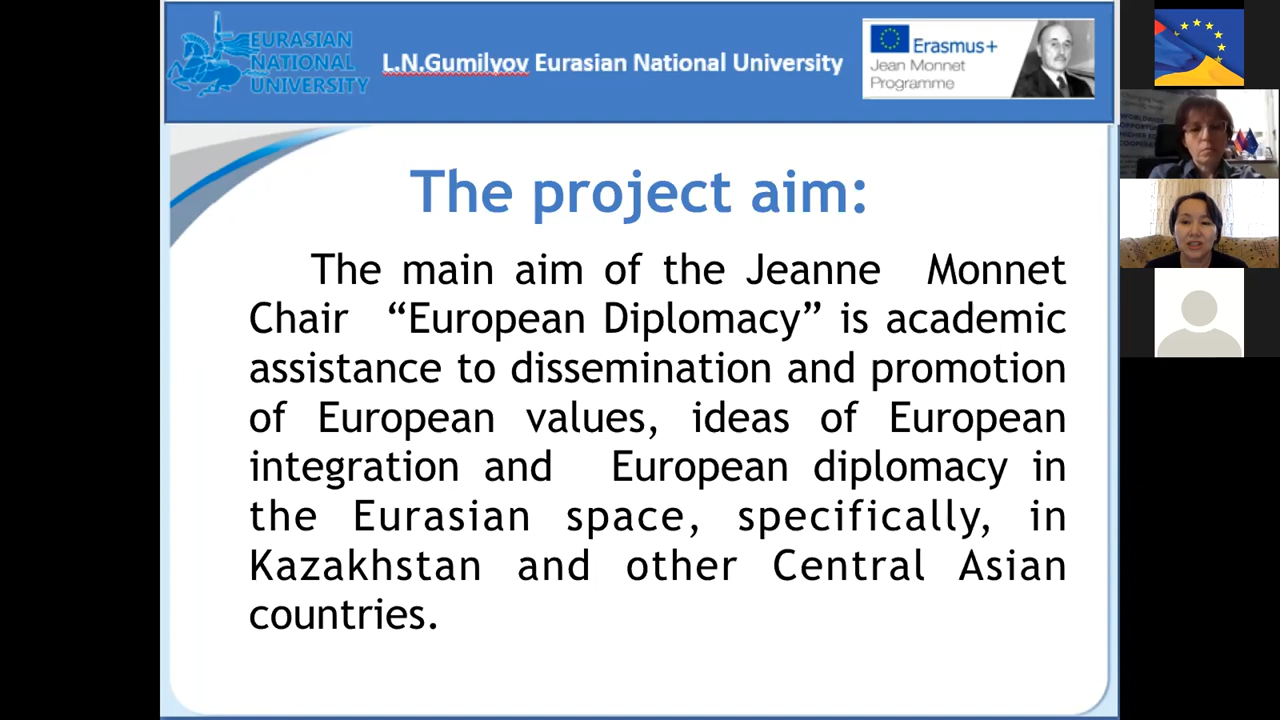 EURASIAN
NATIONAL
UNIVERSITY
L.N.Gumilyov Eurasian National University
Erasmus+
Jean Monnet
Programme
The project aim:
The main aim of the Jeanne Monnet
Chair “European Diplomacy” is academic
assistance to dissemination and promotion
of European values, ideas of European
integration and European diplomacy in
the Eurasian space, specifically, in
Kazakhstan and other Central Asian
countries.